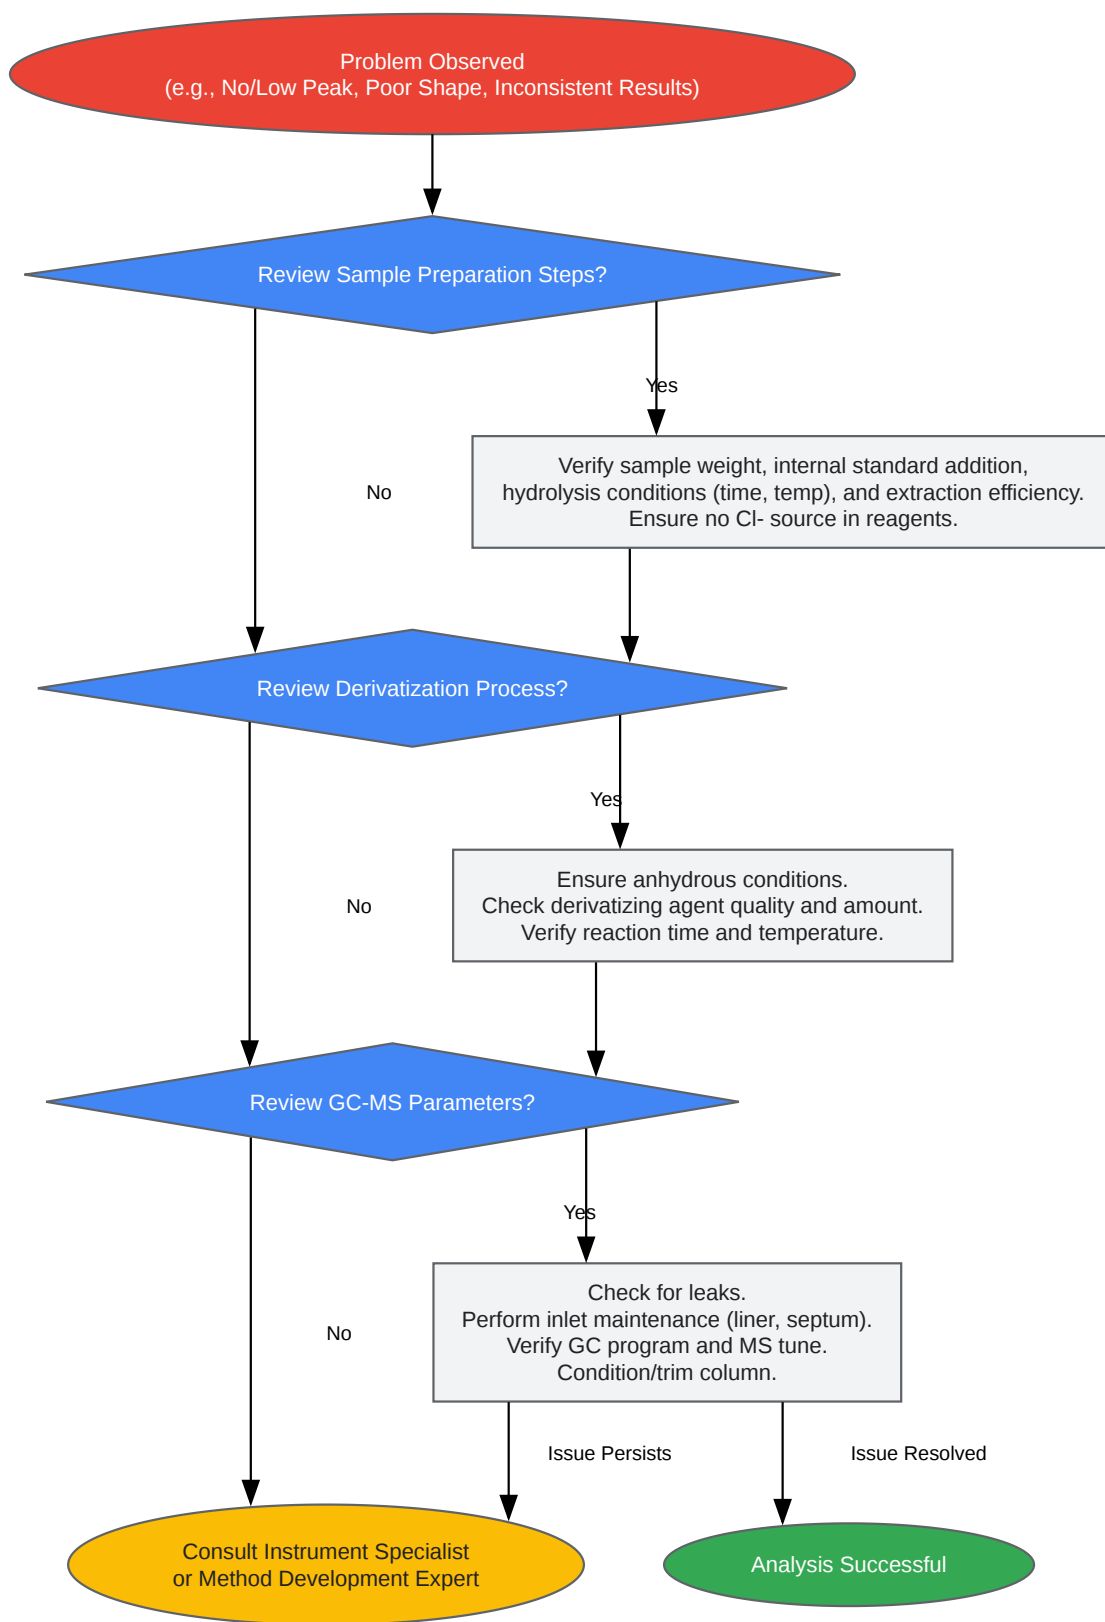 Problem Observed
(e.g., No/Low Peak, Poor Shape, Inconsistent Results)
Review Sample Preparation Steps?
Yes
Verify sample weight, internal standard addition,
hydrolysis conditions (time, temp), and extraction efficiency.
Ensure no Cl- source in reagents.
No
Review Derivatization Process?
Yes
Ensure anhydrous conditions.
Check derivatizing agent quality and amount.
Verify reaction time and temperature.
No
Review GC-MS Parameters?
Yes
Check for leaks.
Perform inlet maintenance (liner, septum).
Verify GC program and MS tune.
Condition/trim column.
No
Issue Persists
Issue Resolved
Consult Instrument Specialist
or Method Development Expert
Analysis Successful